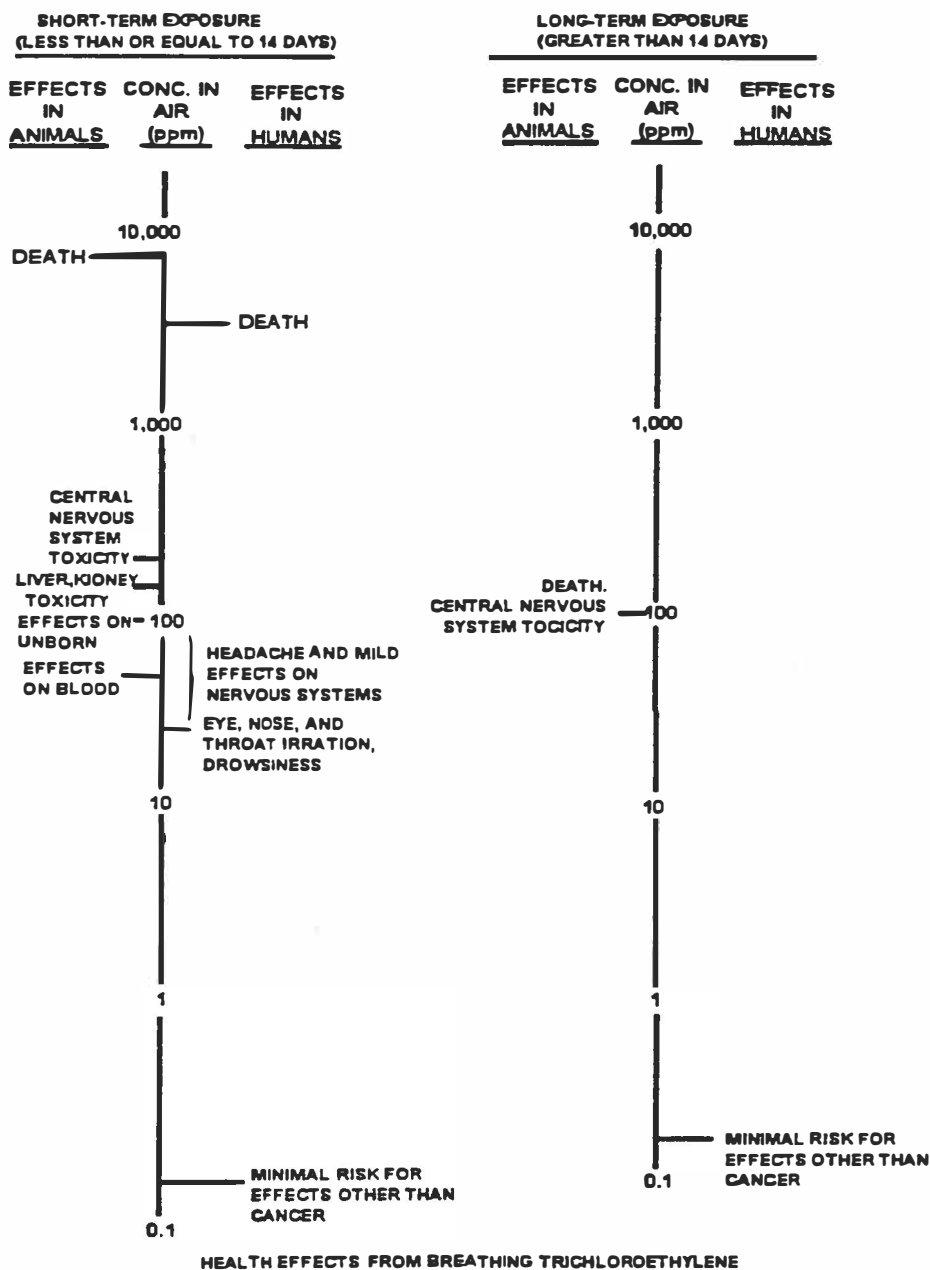 SHORT-TERM EXPOSURE
(LESS THAN OR EQUAL TO 14 DAYS)
EFFECTS
IN
ANIMALS
CONC. IN
AIR
(ppm)
EFFECTS
IN
HUMANS
10,000
DEATH
DEATH
1,000
CENTRAL
NERVOUS
SYSTEM
TOXICITY
LIVER,KIONEY
TOXICITY
EFFECTS ON
UNBORN
100
EFFECTS
ON BLOOD
HEADACHE AND MILD
EFFECTS ON
NERVOUS SYSTEMS
EYE, NOSE, AND
THROAT IRRATION,
DROWSINESS
10
1
MINIMAL RISK FOR
EFFECTS OTHER THAN
CANCER
0.1
LONG-TERM EXPOSURE
(GREATER THAN 14 DAYS)
EFFECTS
IN
ANIMALS
CONC. IN
AIR
(ppm)
EFFECTS
IN
HUMANS
10,000
1,000
DEATH.
CENTRAL NERVOUS
SYSTEM TOCICITY
100
10
1
MINIMAL RISK FOR
EFFECTS OTHER THAN
CANCER
0.1
HEALTH EFFECTS FROM BREATHING TRICHLOROETHYLENE